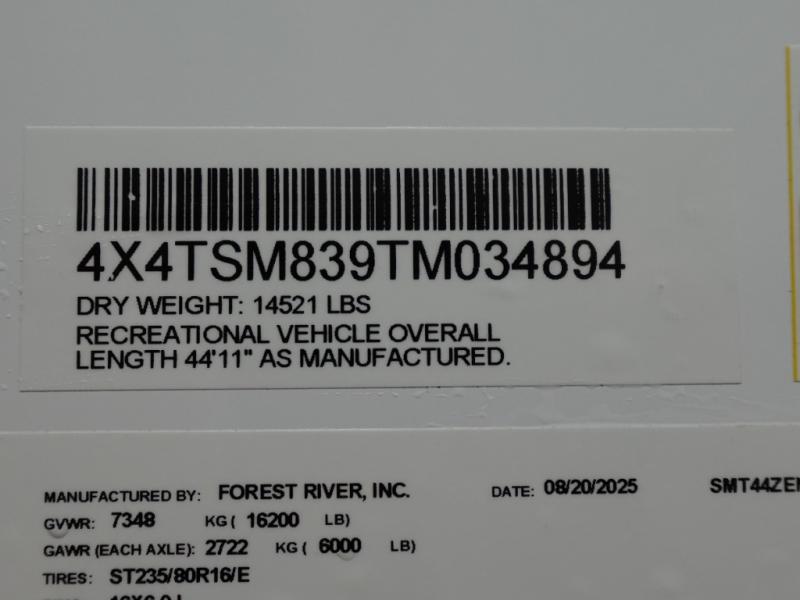 4X4TSM839TM034894
DRY WEIGHT: 14521 LBS
RECREATIONAL VEHICLE OVERALL
LENGTH 44'11" AS MANUFACTURED.
MANUFACTURED BY: FOREST RIVER, INC. DATE: 08/20/2025 SMT44ZEN
GVWR: 7348 KG ( 16200 LB)
GAWR (EACH AXLE): 2722 KG ( 6000 LB)
TIRES: ST235/80R16/E